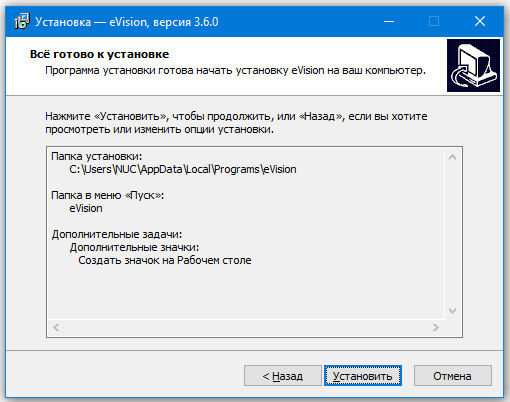 Установка — eVision, версия 3.6.0
Всё готово к установке
Программа установки готова начать установку eVision на ваш компьютер.
Нажмите «Установить», чтобы продолжить, или «Назад», если вы хотите
просмотреть или изменить опции установки.
Папка установки:
C:\Users\NUC\AppData\Local\Programs\eVision
Папка в меню «Пуск»:
eVision
Дополнительные задачи:
Дополнительные значки:
Создать значок на Рабочем столе
< Назад
Установить
Отмена